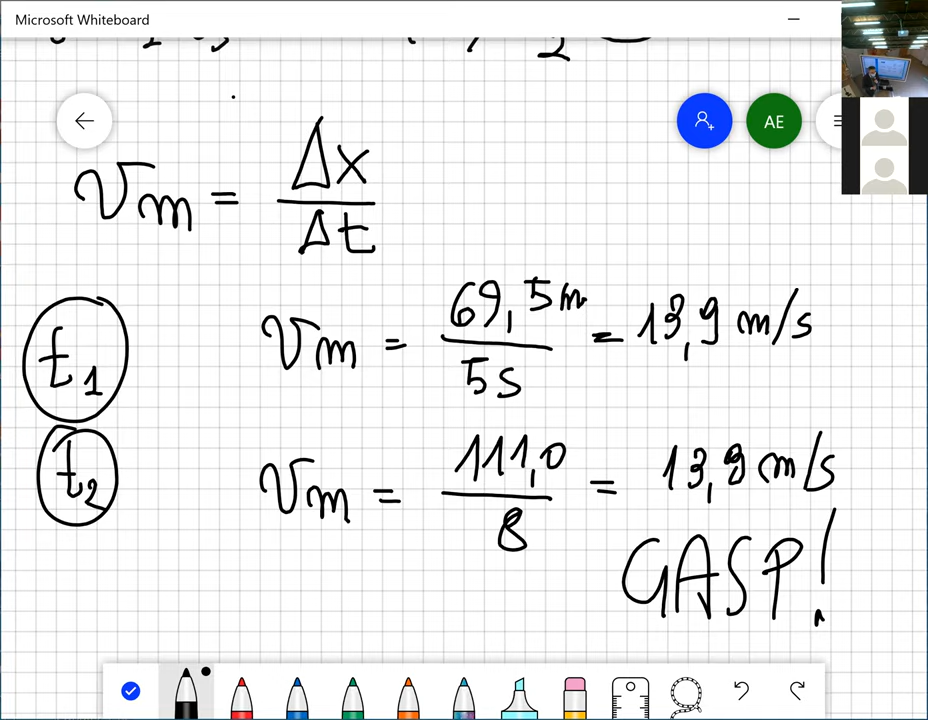 Microsoft Whiteboard
AE
Vm = Δx / Δt
t1 Vm = 69,5m / 5s = 13,9 m/s
t2 Vm = 111,0 / 8 = 13,9 m/s
GASP!